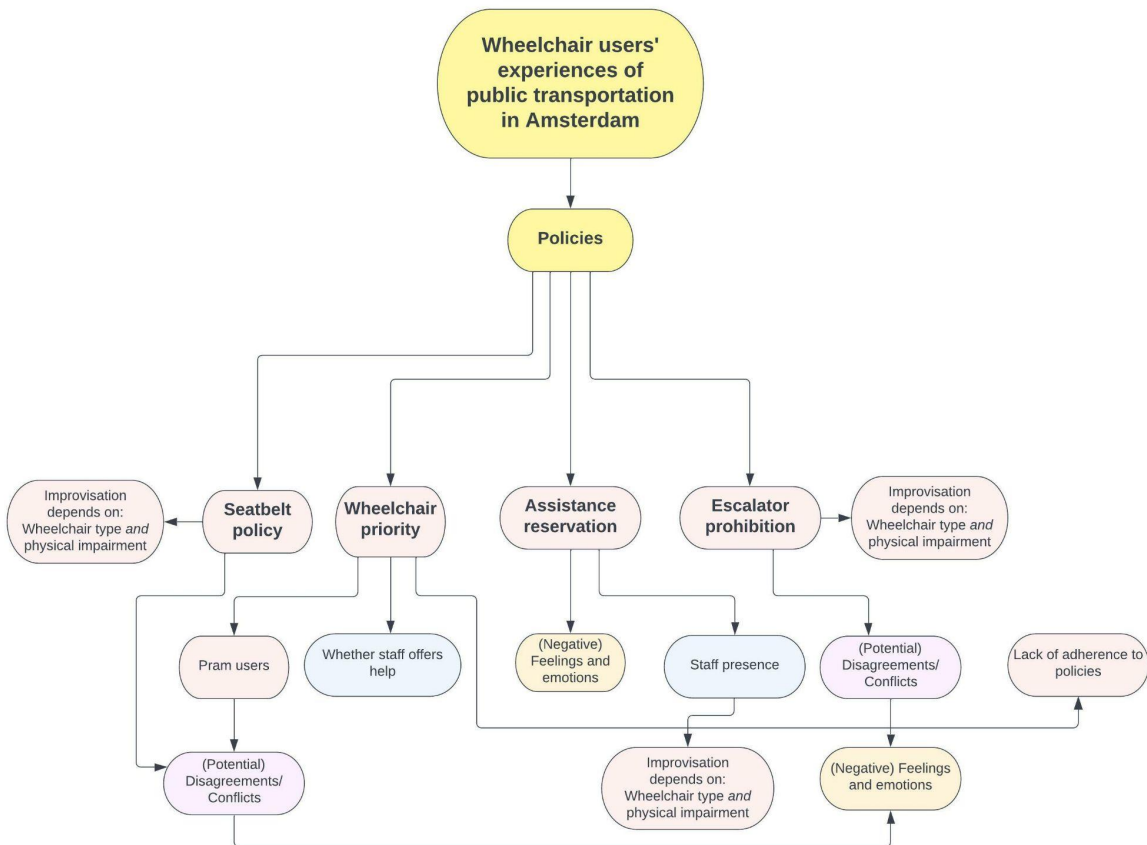 Wheelchair users'
experiences of
public transportation
in Amsterdam
Policies
Improvisation
depends on:
Wheelchair type and
physical impairment
Seatbelt
policy
Wheelchair
priority
Assistance
reservation
Escalator
prohibition
Improvisation
depends on:
Wheelchair type and
physical impairment
Pram users
Whether staff offers
help
(Negative)
Feelings and
emotions
Staff presence
(Potential)
Disagreements/
Conflicts
Lack of adherence to
policies
(Potential)
Disagreements/
Conflicts
Improvisation
depends on:
Wheelchair type and
physical impairment
(Negative) Feelings
and emotions